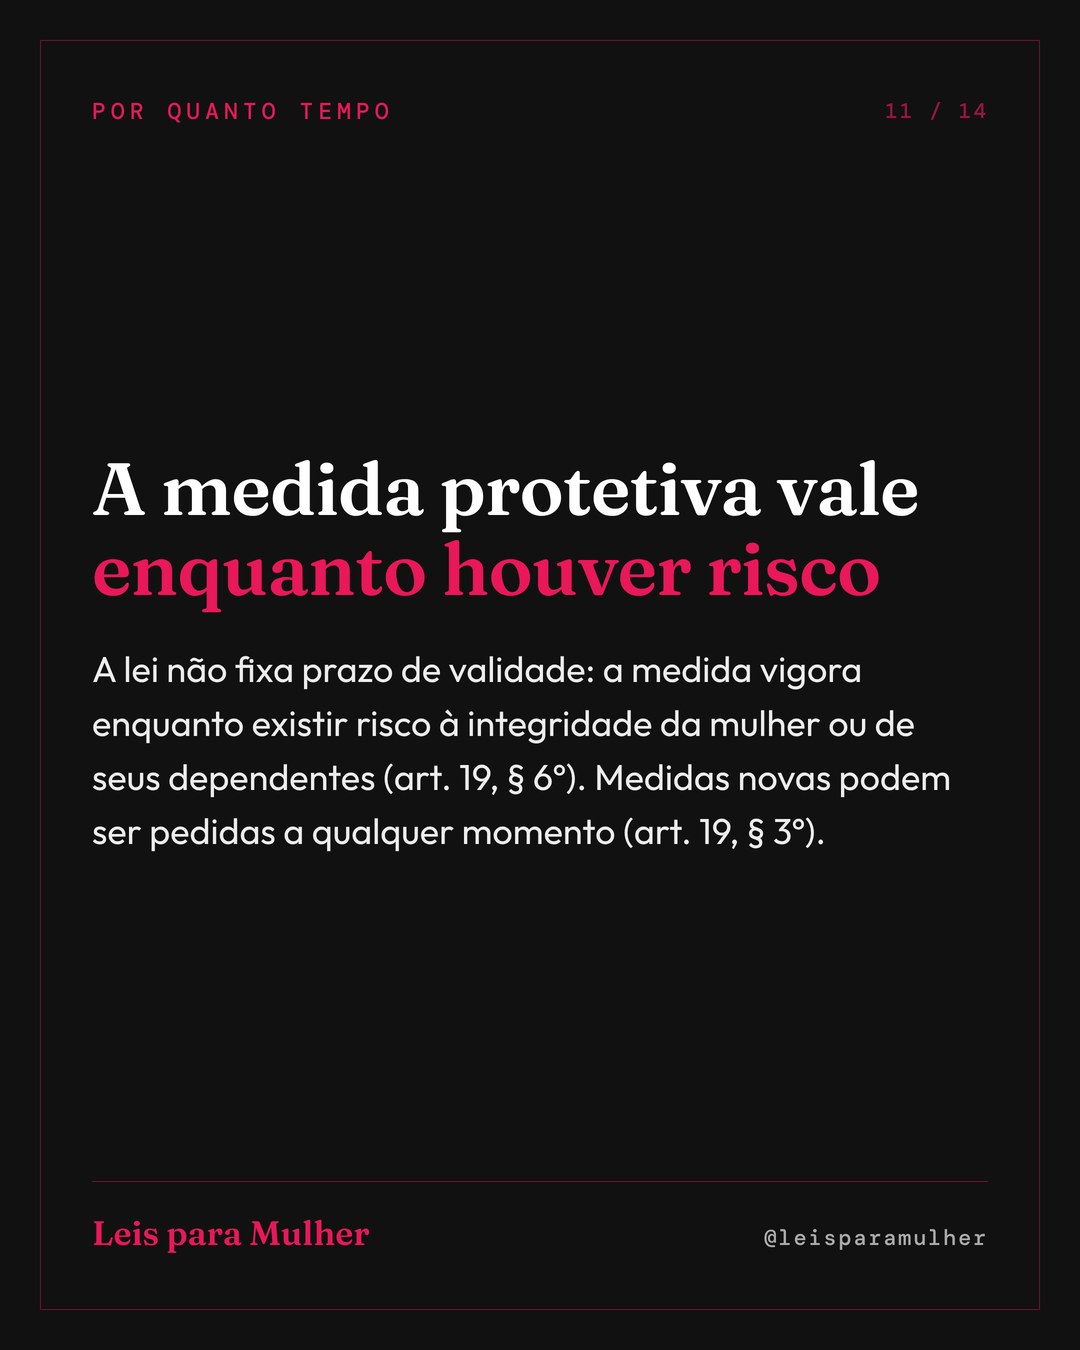 POR QUANTO TEMPO
11 / 14
A medida protetiva vale
enquanto houver risco
A lei não fixa prazo de validade: a medida vigora
enquanto existir risco à integridade da mulher ou de
seus dependentes (art. 19, § 6º). Medidas novas podem
ser pedidas a qualquer momento (art. 19, § 3º).
Leis para Mulher
@leisparamulher